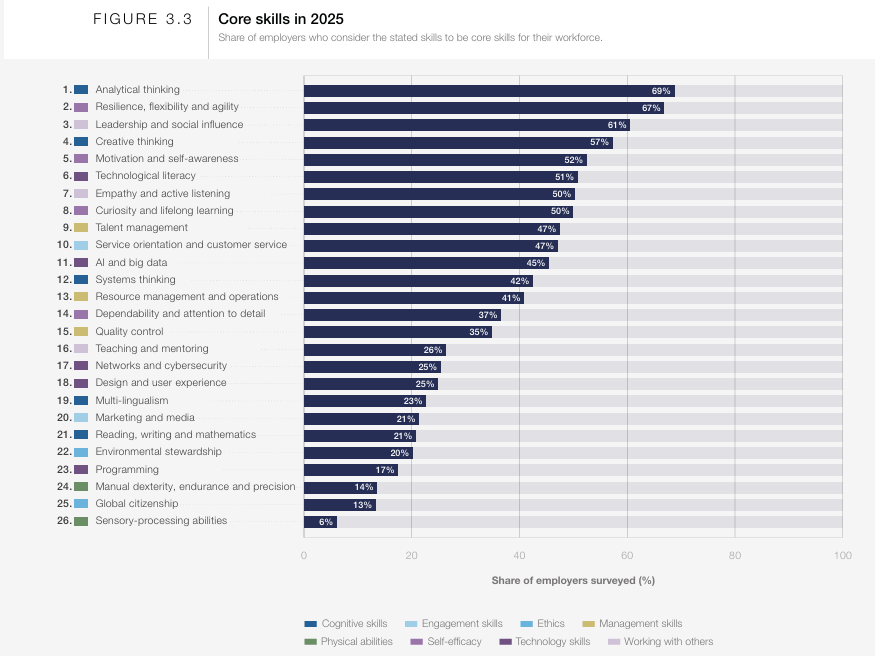 FIGURE 3.3
Core skills in 2025
Share of employers who consider the stated skills to be core skills for their workforce.
1. Analytical thinking 69%
2. Resilience, flexibility and agility 67%
3. Leadership and social influence 61%
4. Creative thinking 57%
5. Motivation and self-awareness 52%
6. Technological literacy 51%
7. Empathy and active listening 50%
8. Curiosity and lifelong learning 50%
9. Talent management 47%
10. Service orientation and customer service 47%
11. AI and big data 45%
12. Systems thinking 42%
13. Resource management and operations 41%
14. Dependability and attention to detail 37%
15. Quality control 35%
16. Teaching and mentoring 26%
17. Networks and cybersecurity 25%
18. Design and user experience 25%
19. Multi-lingualism 23%
20. Marketing and media 21%
21. Reading, writing and mathematics 21%
22. Environmental stewardship 20%
23. Programming 17%
24. Manual dexterity, endurance and precision 14%
25. Global citizenship 13%
26. Sensory-processing abilities 6%
0 20 40 60 80 100
Share of employers surveyed (%)
Cognitive skills Engagement skills Ethics Management skills
Physical abilities Self-efficacy Technology skills Working with others